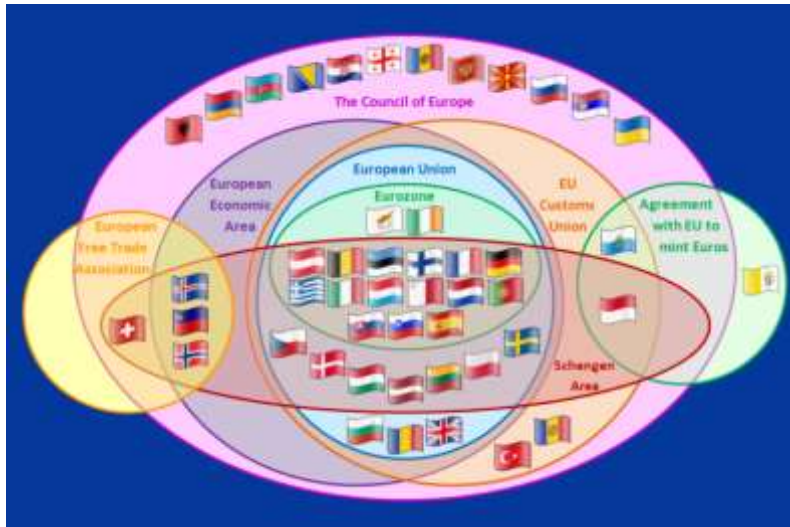 The Council of Europe
European Union
Eurozone
European
Economic
Area
EU
Customs
Union
Agreement
with EU to
mint Euros
European
Free Trade
Association
Schengen
Area